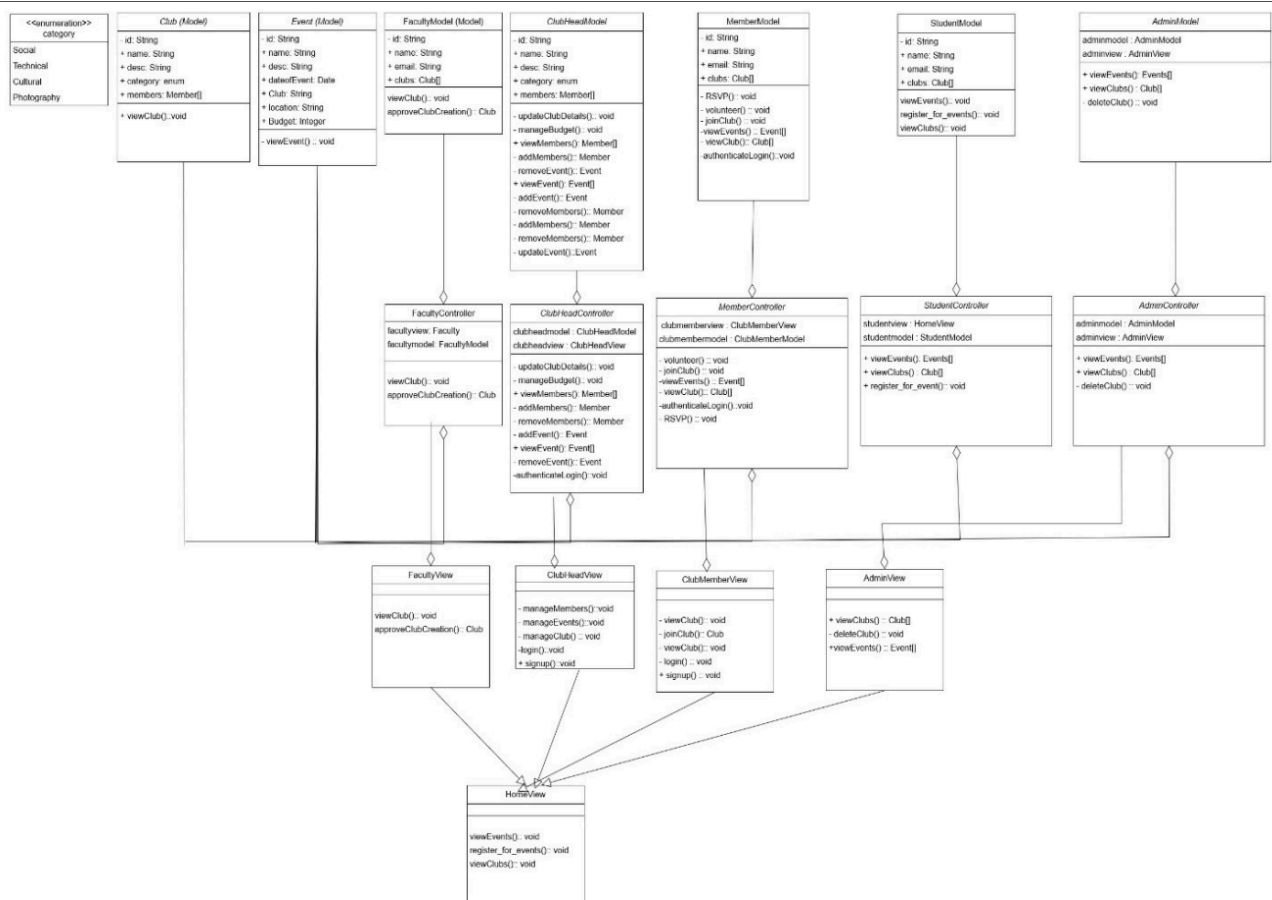 <<enumeration>>
category
Social
Technical
Cultural
Photography
Club (Model)
- id: String
+ name: String
+ desc: String
+ category: enum
+ members: Member[]
+ viewClub()::void
Event (Model)
- id: String
+ name: String
+ desc: String
+ dateofEvent: Date
+ Club: String
+ location: String
+ Budget: Integer
- viewEvent() :: void
FacultyModel (Model)
- id: String
+ name: String
+ email: String
+ clubs: Club[]
viewClub():: void
approveClubCreation():: Club
ClubHeadModel
- id: String
+ name: String
+ desc: String
+ category: enum
+ members: Member[]
- updateClubDetails():: void
- manageBudget():: void
+ viewMembers(): Member[]
- addMembers():: Member
- removeEvent():: Event
+ viewEvent(): Event[]
- addEvent():: Event
- removeMembers():: Member
- addMembers():: Member
- removeMembers():: Member
- updateEvent()::Event
MemberModel
- id: String
+ name: String
+ email: String
+ clubs: Club[]
- RSVP():: void
- volunteer() :: void
- joinClub() :: void
-viewEvents() :: Event[]
- viewClub():: Club[]
-authenticateLogin()::void
StudentModel
- id: String
+ name: String
+ email: String
+ clubs: Club[]
viewEvents():: void
register_for_events():: void
viewClubs():: void
AdminModel
adminmodel : AdminModel
adminview : AdminView
+ viewEvents(): Events[]
+ viewClubs() : Club[]
- deleteClub() :: void
FacultyController
facultyview: Faculty
facultymodel: FacultyModel
viewClub():: void
approveClubCreation():: Club
ClubHeadController
clubheadmodel : ClubHeadModel
clubheadview : ClubHeadView
- updateClubDetails():: void
- manageBudget():: void
+ viewMembers(): Member[]
- addMembers():: Member
- removeMembers():: Member
- addEvent():: Event
+ viewEvent(): Event[]
- removeEvent():: Event
-authenticateLogin()::void
MemberController
clubmemberview : ClubMemberView
clubmembermodel : ClubMemberModel
- volunteer() :: void
- joinClub() :: void
-viewEvents() :: Event[]
- viewClub():: Club[]
-authenticateLogin()::void
- RSVP() :: void
StudentController
studentview : HomeView
studentmodel : StudentModel
+ viewEvents(): Events[]
+ viewClubs() : Club[]
+ register_for_event():: void
AdminController
adminmodel : AdminModel
adminview : AdminView
+ viewEvents(): Events[]
+ viewClubs() : Club[]
- deleteClub() :: void
FacultyView
viewClub():: void
approveClubCreation():: Club
ClubHeadView
- manageMembers()::void
- manageEvents()::void
- manageClub() :: void
-login()::void
+ signup()::void
ClubMemberView
- viewClub():: void
- joinClub():: Club
- viewClub():: void
- login() :: void
+ signup() :: void
AdminView
+ viewClubs() :: Club[]
- deleteClub() :: void
+viewEvents() :: Event[]
HomeView
viewEvents():: void
register_for_events():: void
viewClubs():: void